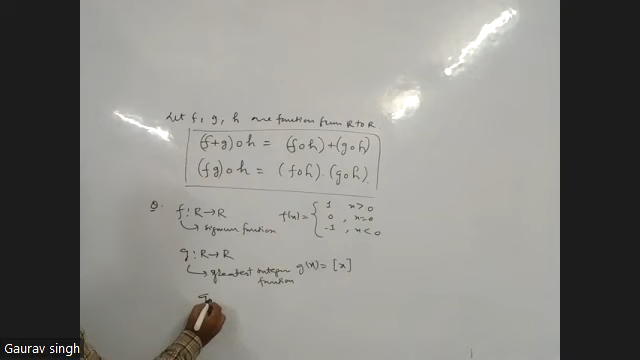 Let f, g, h are function from R to R
(f+g)oh = (foh)+(goh)
(fg)oh = (foh).(goh).
Q. f: R→R f(x) = { 1 x>0
0 , x=0
-1 , x<0
↳ signum function
g: R→R
↳ greatest integer function g(x) = [x]
g
Gaurav singh